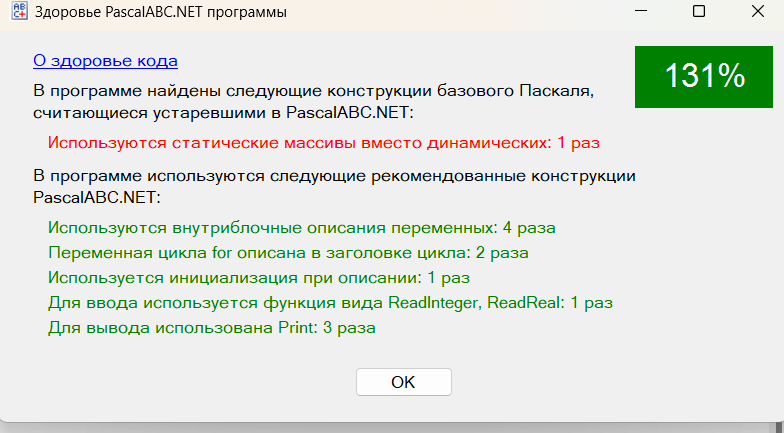 Здоровье PascalABC.NET программы
О здоровье кода
131%
В программе найдены следующие конструкции базового Паскаля,
считающиеся устаревшими в PascalABC.NET:
Используются статические массивы вместо динамических: 1 раз
В программе используются следующие рекомендованные конструкции
PascalABC.NET:
Используются внутриблочные описания переменных: 4 раза
Переменная цикла for описана в заголовке цикла: 2 раза
Используется инициализация при описании: 1 раз
Для ввода используется функция вида ReadInteger, ReadReal: 1 раз
Для вывода использована Print: 3 раза
OK